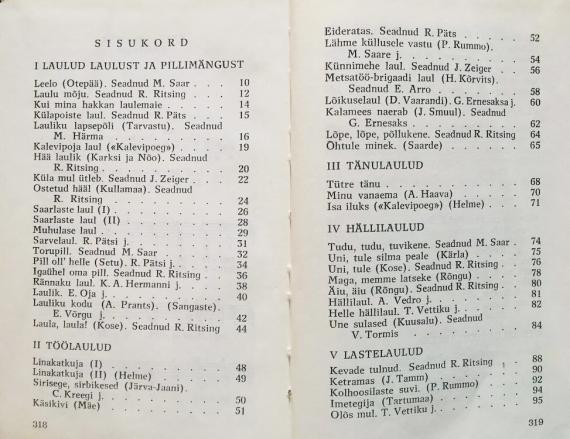 SISUKORD
I LAULUD LAULUST JA PILLIMÄNGUST
Leelo (Otepää). Seadnud M. Saar . . . 10
Laulu mõju. Seadnud R. Ritsing . . . 12
Kui mina hakkan laulemaie . . . . 14
Külapoiste laul. Seadnud R. Päts . . . 15
Lauliku lapsepõli (Tarvastu). Seadnud
M. Härma . . . . . . . 16
Kalevipoja laul («Kalevipoeg») . . . . 19
Hää laulik (Karksi ja Nõo). Seadnud
R. Ritsing . . . . . . . 20
Küla mul ütleb. Seadnud J. Zeiger . . . 22
Ostetud hääl (Kullamaa). Seadnud
R. Ritsing . . . . . . . 24
Saarlaste laul (I) . . . . . . 26
Saarlaste laul (II) . . . . . . 28
Muhulase laul . . . . . . . 29
Sarvelaul. R. Pätsi j. . . . . . 31
Torupill. Seadnud M. Saar . . . . 32
Pill oll' helle (Setu). R. Pätsi j. . . . 34
Igaühel oma pill. Seadnud R. Ritsing . . 36
Rännaku laul. K. A. Hermanni j. . . . 38
Laulik. E. Oja j. . . . . . . 40
Lauliku kodu (A. Prants). (Sangaste).
E. Võrgu j. . . . . . . 42
Laula, laula! (Kose). Seadnud R. Ritsing 44
II TÖÖLAULUD
Linakatkuja (I) . . . . . . . 48
Linakatkuja (II) (Helme) . . . . . 49
Sirisege, sirbikesed (Järva-Jaani).
C. Kreegi j. . . . . . . 50
Käsikivi (Mäe) . . . . . . . 51
318
Eideratas. Seadnud R. Päts . . . . 52
Lähme küllusele vastu (P. Rummo).
M. Saare j. . . . . . . 54
Künnimehe laul. Seadnud J. Zeiger . . 56
Metsatöö-brigaadi laul (H. Kõrvits).
Seadnud E. Arro . . . . . 58
Lõikuselaul (D. Vaarandi). G. Ernesaksa j. 60
Kalamees naerab (J. Smuul). Seadnud
G. Ernesaks . . . . . . 62
Lõpe, lõpe, põllukene. Seadnud R. Ritsing 64
Õhtule minek. (Saarde) . . . . . 65
III TÄNULAULUD
Tütre tänu . . . . . . . 68
Minu vanaema (A. Haava) . . . . 70
Isa iluks («Kalevipoeg») (Helme) . . . 71
IV HÄLLILAULUD
Tudu, tudu, tuvikene. Seadnud M. Saar . 74
Uni, tule silma peale (Kärla) . . . . 75
Uni, tule (Kose). Seadnud R. Ritsing . . 76
Maga, memme latseke (Rõngu) . . . 78
Äiu, äiu (Rõngu). Seadnud R. Ritsing . . 80
Hällilaul. A. Vedro j. . . . . . 81
Helle hällilaul. T. Vettiku j. . . . . 82
Une sulased (Kuusalu). Seadnud
V. Tormis . . . . . . . 84
V LASTELAULUD
Kevade tulnud. Seadnud R. Ritsing . . 88
Ketramas (J. Tamm) . . . . . 90
Kolhoosilaste suvi. (P. Rummo) . . . 92
Imetegija (Tartumaa) . . . . . 94
Olõs mul. T. Vettiku j. . . . . . 95
319